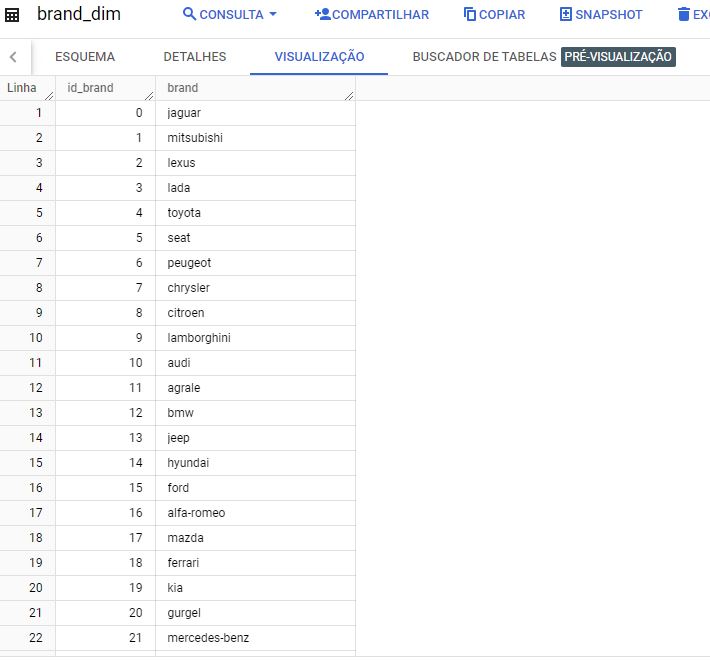 brand_dim CONSULTA COMPARTILHAR COPIAR SNAPSHOT EXC
ESQUEMA DETALHES VISUALIZAÇÃO BUSCADOR DE TABELAS PRÉ-VISUALIZAÇÃO
Linha id_brand brand
1 0 jaguar
2 1 mitsubishi
3 2 lexus
4 3 lada
5 4 toyota
6 5 seat
7 6 peugeot
8 7 chrysler
9 8 citroen
10 9 lamborghini
11 10 audi
12 11 agrale
13 12 bmw
14 13 jeep
15 14 hyundai
16 15 ford
17 16 alfa-romeo
18 17 mazda
19 18 ferrari
20 19 kia
21 20 gurgel
22 21 mercedes-benz